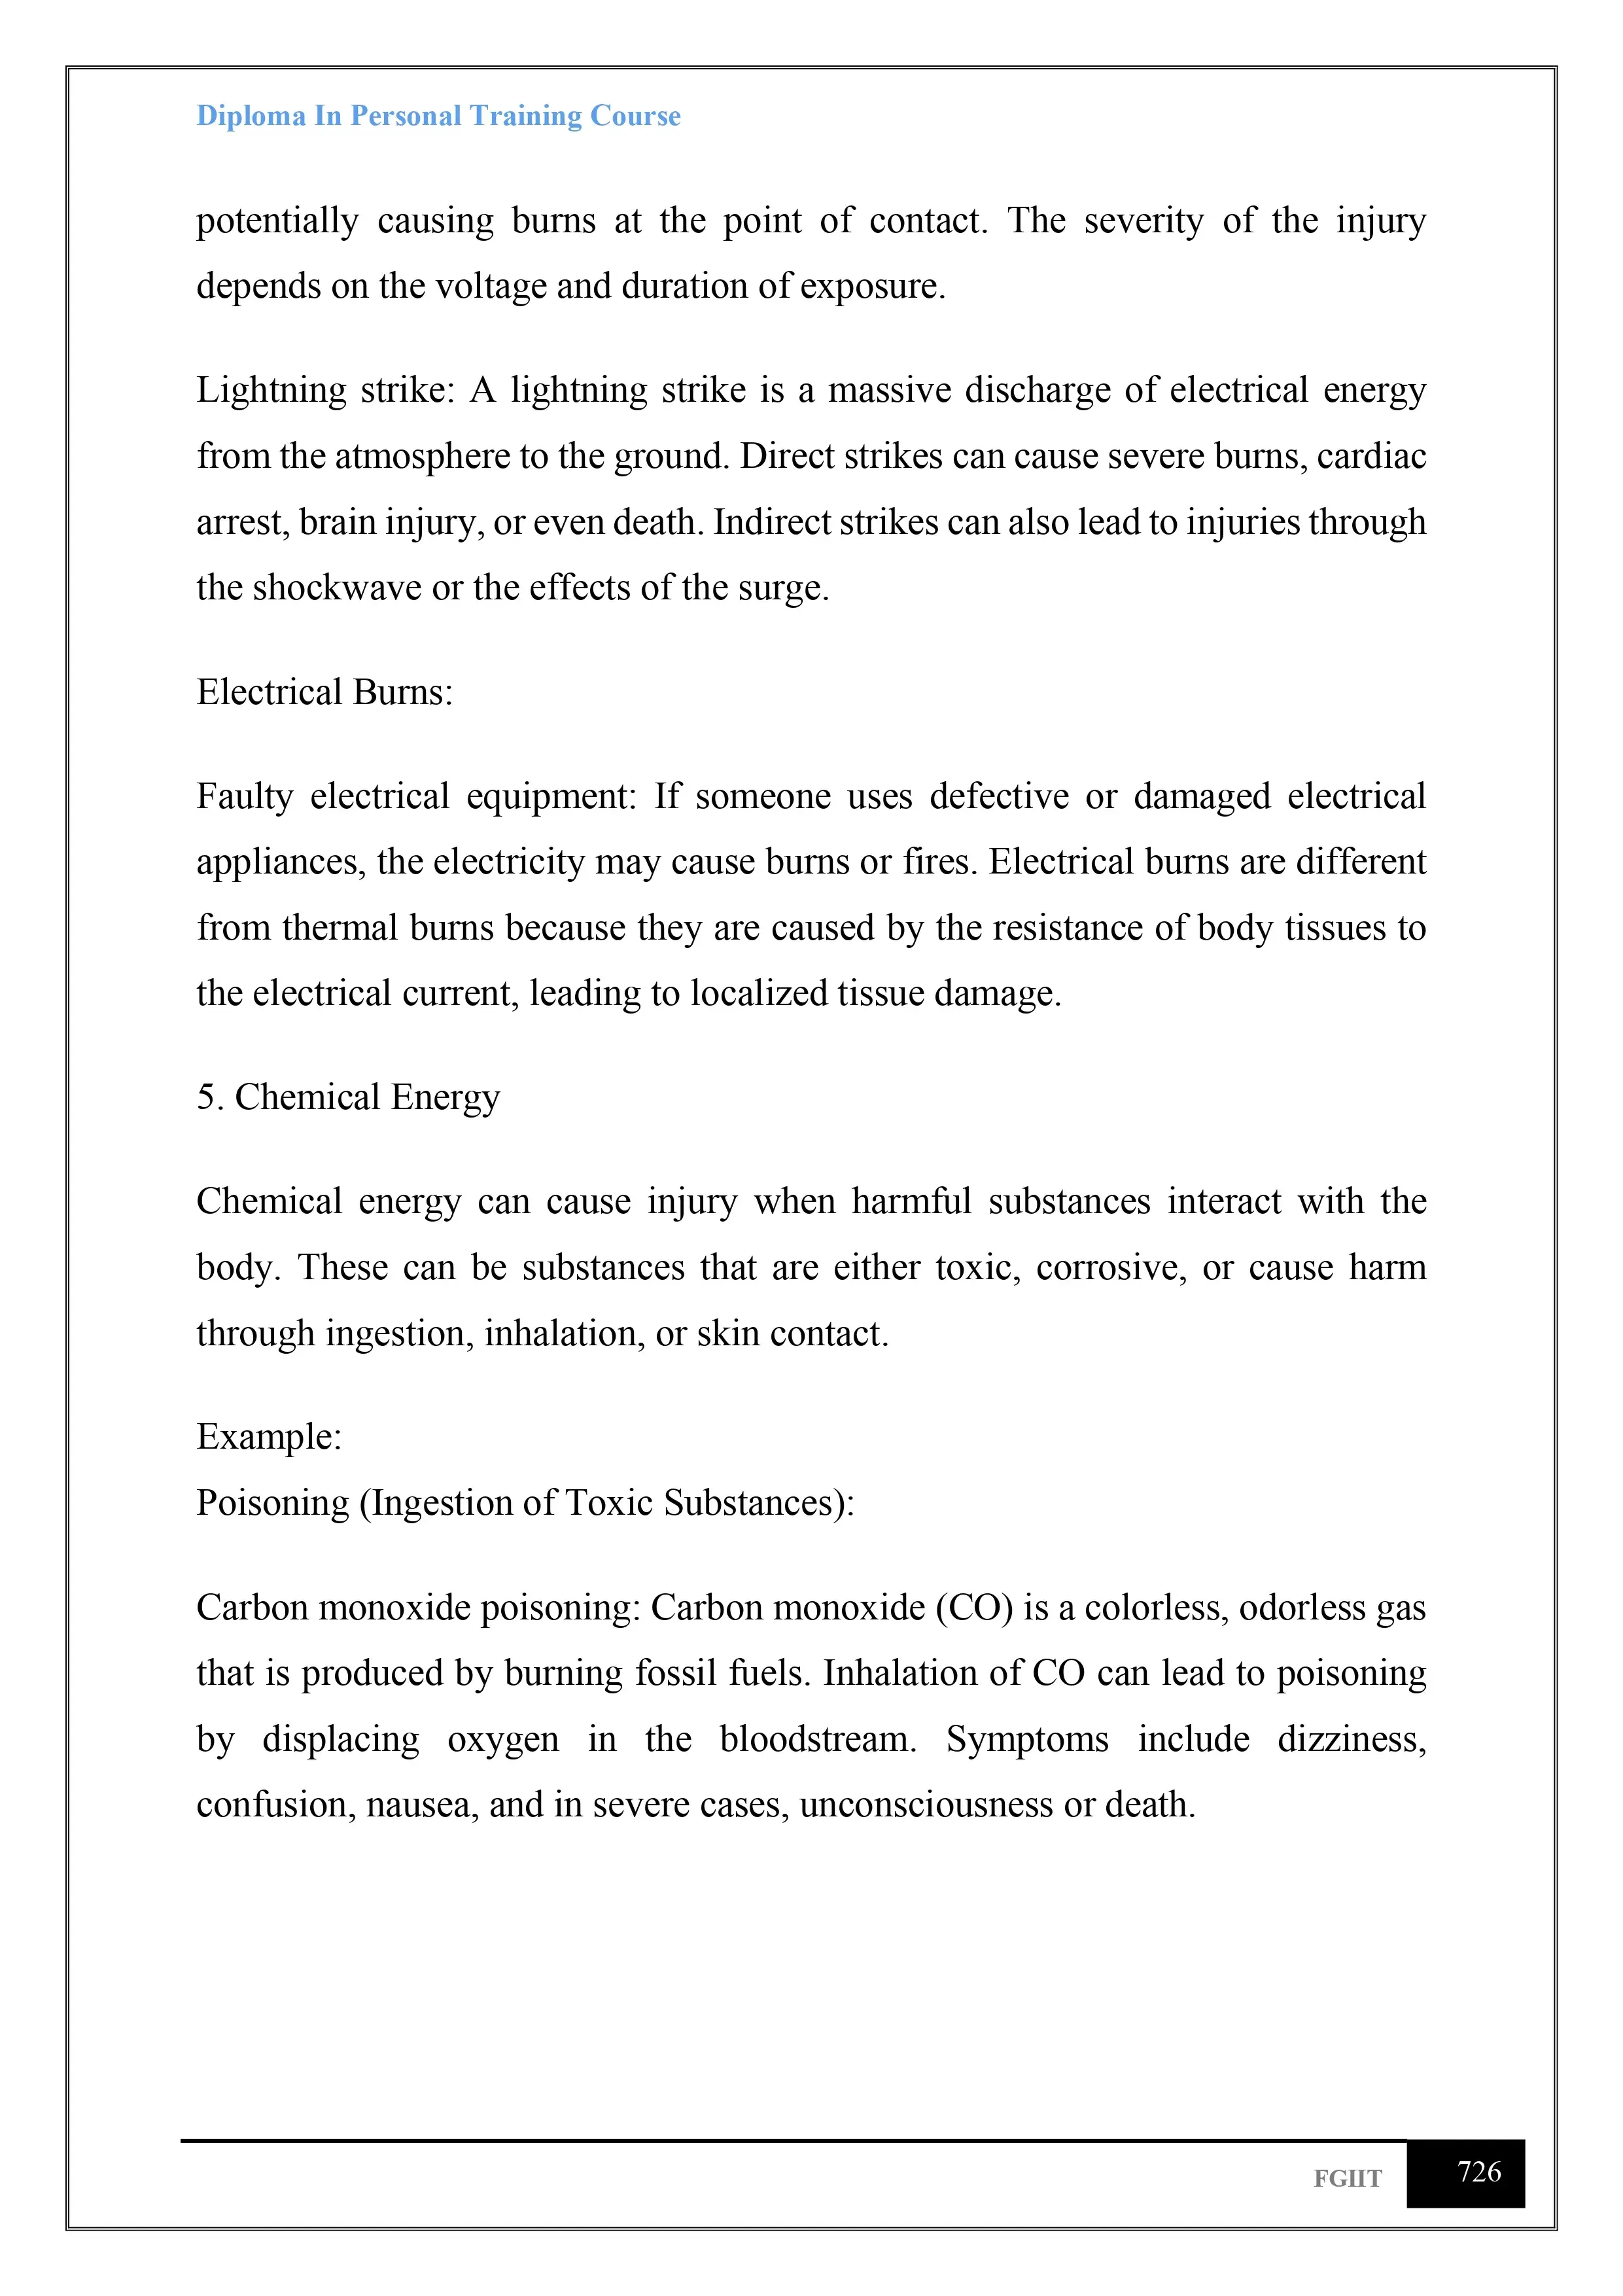 Diploma In Personal Training Course
potentially causing burns at the point of contact. The severity of the injury
depends on the voltage and duration of exposure.
Lightning strike: A lightning strike is a massive discharge of electrical energy
from the atmosphere to the ground. Direct strikes can cause severe burns, cardiac
arrest, brain injury, or even death. Indirect strikes can also lead to injuries through
the shockwave or the effects of the surge.
Electrical Burns:
Faulty electrical equipment: If someone uses defective or damaged electrical
appliances, the electricity may cause burns or fires. Electrical burns are different
from thermal burns because they are caused by the resistance of body tissues to
the electrical current, leading to localized tissue damage.
5. Chemical Energy
Chemical energy can cause injury when harmful substances interact with the
body. These can be substances that are either toxic, corrosive, or cause harm
through ingestion, inhalation, or skin contact.
Example:
Poisoning (Ingestion of Toxic Substances):
Carbon monoxide poisoning: Carbon monoxide (CO) is a colorless, odorless gas
that is produced by burning fossil fuels. Inhalation of CO can lead to poisoning
by displacing oxygen in the bloodstream. Symptoms include dizziness,
confusion, nausea, and in severe cases, unconsciousness or death.
FGIIT 726